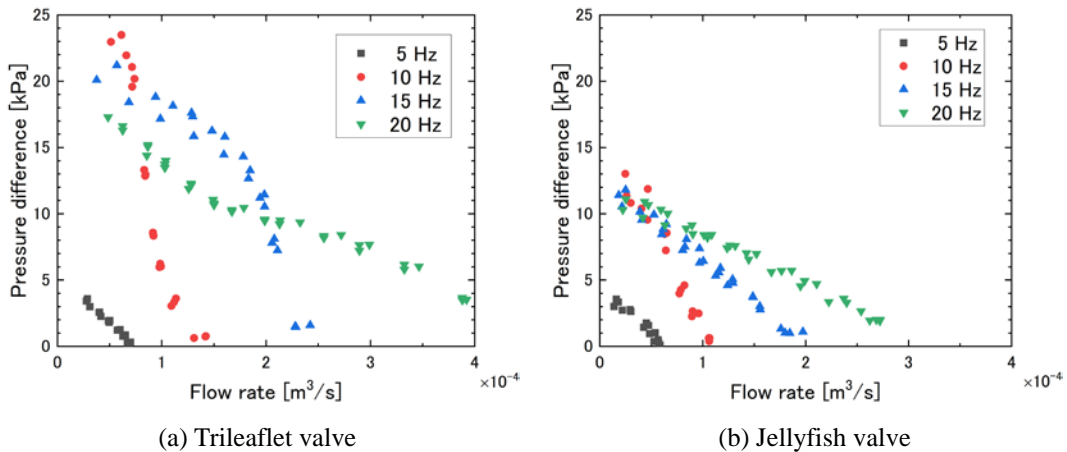 25
20
15
10
5
0
Pressure difference [kPa]
5 Hz
10 Hz
15 Hz
20 Hz
0
1
2
3
4
×10⁻⁴
Flow rate [m³/s]
(a) Trileaflet valve
25
20
15
10
5
0
Pressure difference [kPa]
5 Hz
10 Hz
15 Hz
20 Hz
0
1
2
3
4
×10⁻⁴
Flow rate [m³/s]
(b) Jellyfish valve